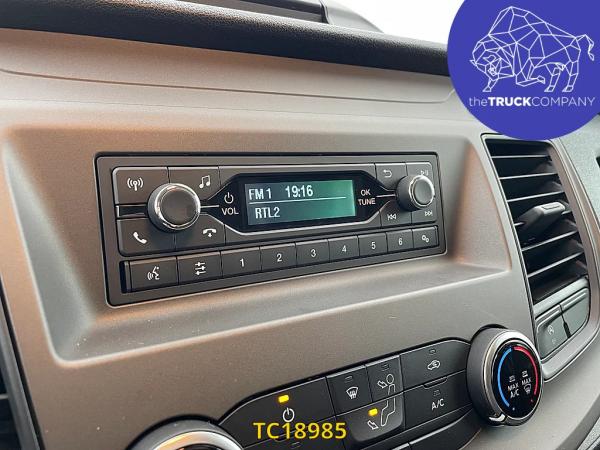 theTRUCKCOMPANY
FM 1 19:16
RTL2
VOL
OK
TUNE
1 2 3 4 5 6
MAX A/C
MAX
A/C
TC18985